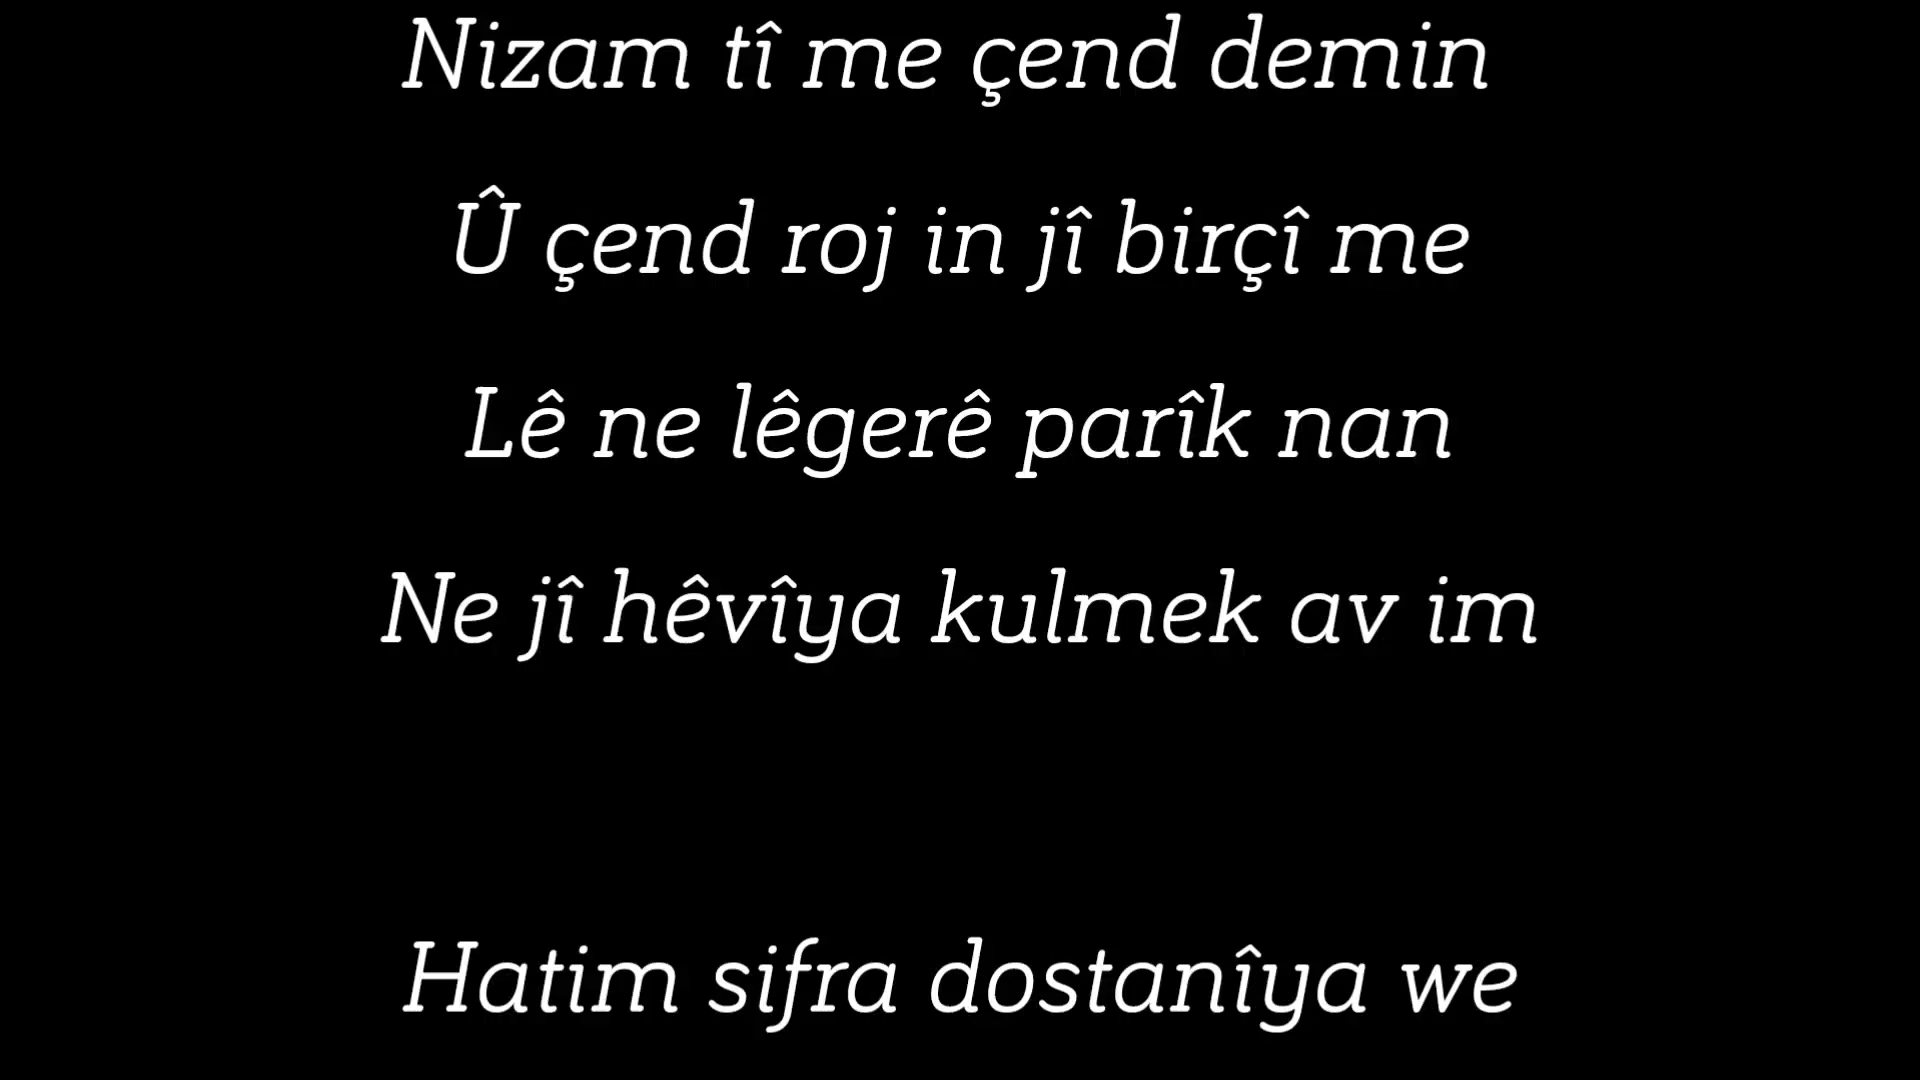 Nizam tî me çend demin
Û çend roj in jî birçî me
Lê ne lêgerê parîk nan
Ne jî hêvîya kulmek av im
Hatim sifra dostanîya we